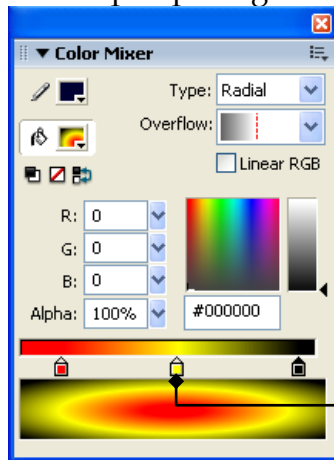 Color Mixer
Type: Radial
Overflow:
Linear RGB
R: 0
G: 0
B: 0
Alpha: 100% #000000